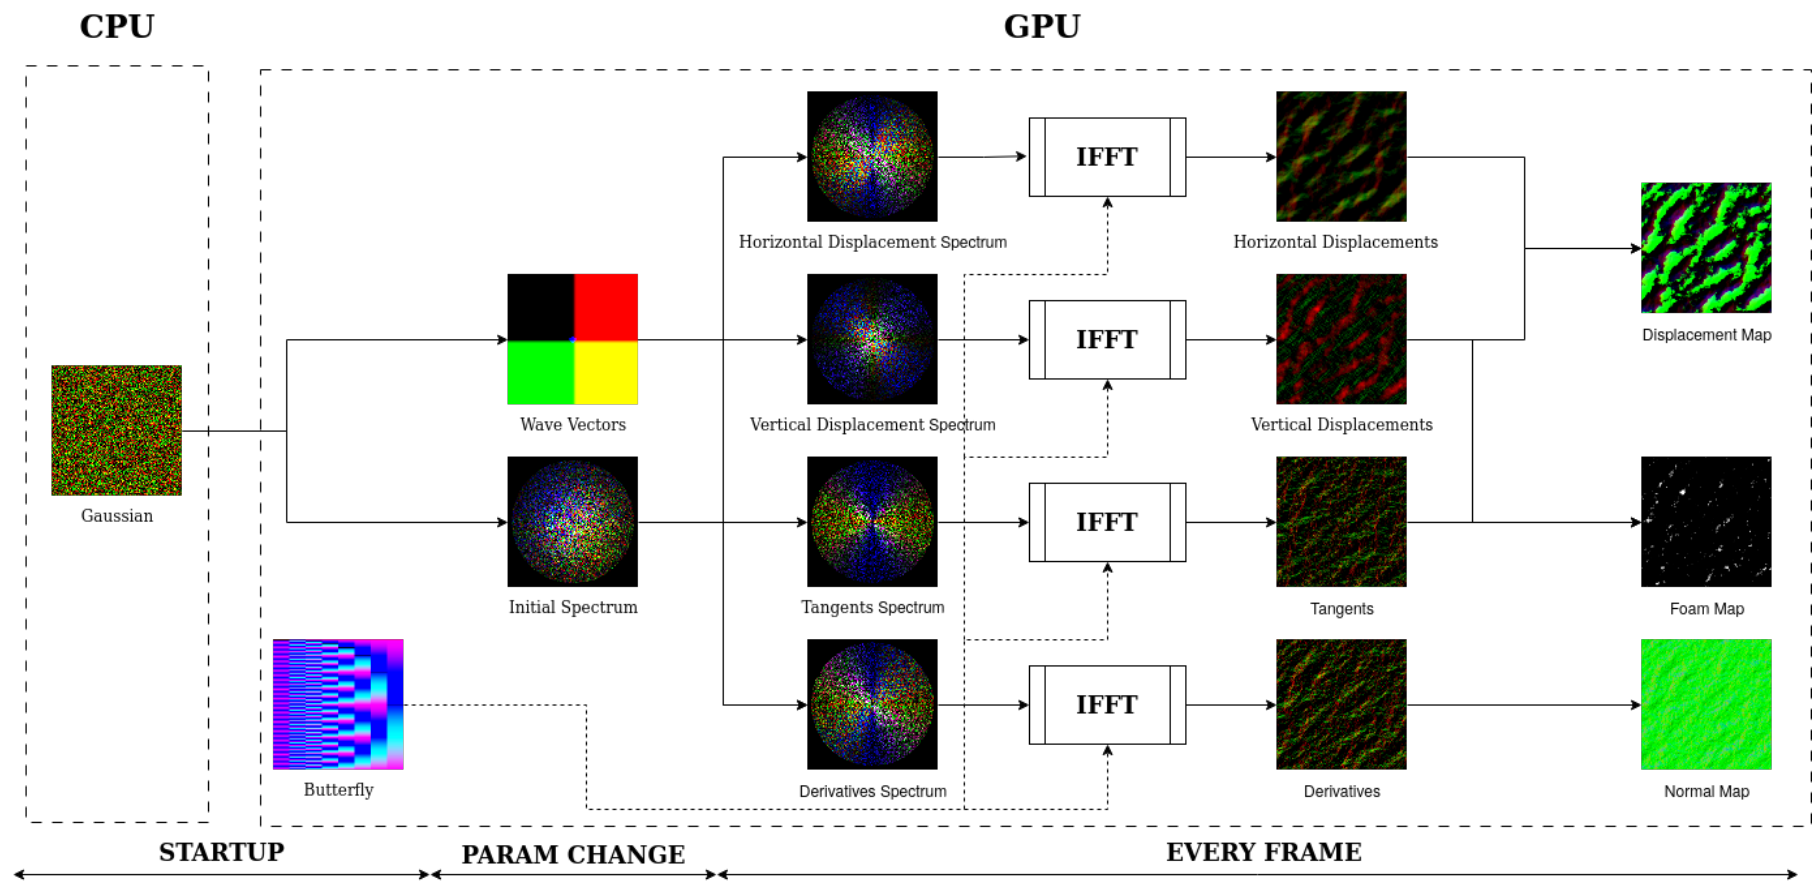 CPU
GPU
IFFT
Horizontal Displacement Spectrum
Horizontal Displacements
IFFT
Displacement Map
Wave Vectors
Vertical Displacement Spectrum
Vertical Displacements
Gaussian
IFFT
Initial Spectrum
Tangents Spectrum
Tangents
Foam Map
IFFT
Butterfly
Derivatives Spectrum
Derivatives
Normal Map
STARTUP
PARAM CHANGE
EVERY FRAME